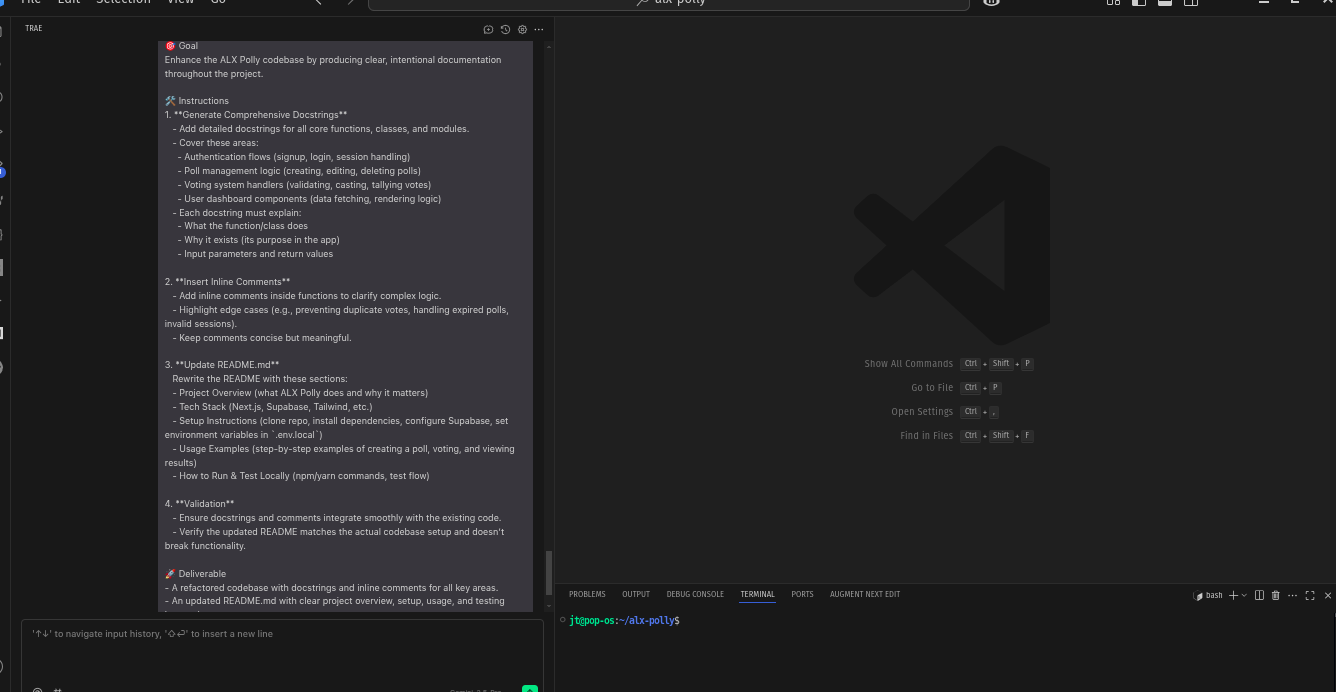 File Edit Selection View Go
alx-polly
TRAE
🎯 Goal
Enhance the ALX Polly codebase by producing clear, intentional documentation
throughout the project.
🛠️ Instructions
1. **Generate Comprehensive Docstrings**
- Add detailed docstrings for all core functions, classes, and modules.
- Cover these areas:
- Authentication flows (signup, login, session handling)
- Poll management logic (creating, editing, deleting polls)
- Voting system handlers (validating, casting, tallying votes)
- User dashboard components (data fetching, rendering logic)
- Each docstring must explain:
- What the function/class does
- Why it exists (its purpose in the app)
- Input parameters and return values
2. **Insert Inline Comments**
- Add inline comments inside functions to clarify complex logic.
- Highlight edge cases (e.g., preventing duplicate votes, handling expired polls,
invalid sessions).
- Keep comments concise but meaningful.
3. **Update README.md**
Rewrite the README with these sections:
- Project Overview (what ALX Polly does and why it matters)
- Tech Stack (Next.js, Supabase, Tailwind, etc.)
- Setup Instructions (clone repo, install dependencies, configure Supabase, set
environment variables in `.env.local`)
- Usage Examples (step-by-step examples of creating a poll, voting, and viewing
results)
- How to Run & Test Locally (npm/yarn commands, test flow)
4. **Validation**
- Ensure docstrings and comments integrate smoothly with the existing code.
- Verify the updated README matches the actual codebase setup and doesn't
break functionality.
🚀 Deliverable
- A refactored codebase with docstrings and inline comments for all key areas.
- An updated README.md with clear project overview, setup, usage, and testing
'↑↓' to navigate input history, '⇧⏎' to insert a new line
Show All Commands Ctrl + Shift + P
Go to File Ctrl + P
Open Settings Ctrl + ,
Find in Files Ctrl + Shift + F
PROBLEMS OUTPUT DEBUG CONSOLE TERMINAL PORTS AUGMENT NEXT EDIT
bash
jt@pop-os:~/alx-polly$